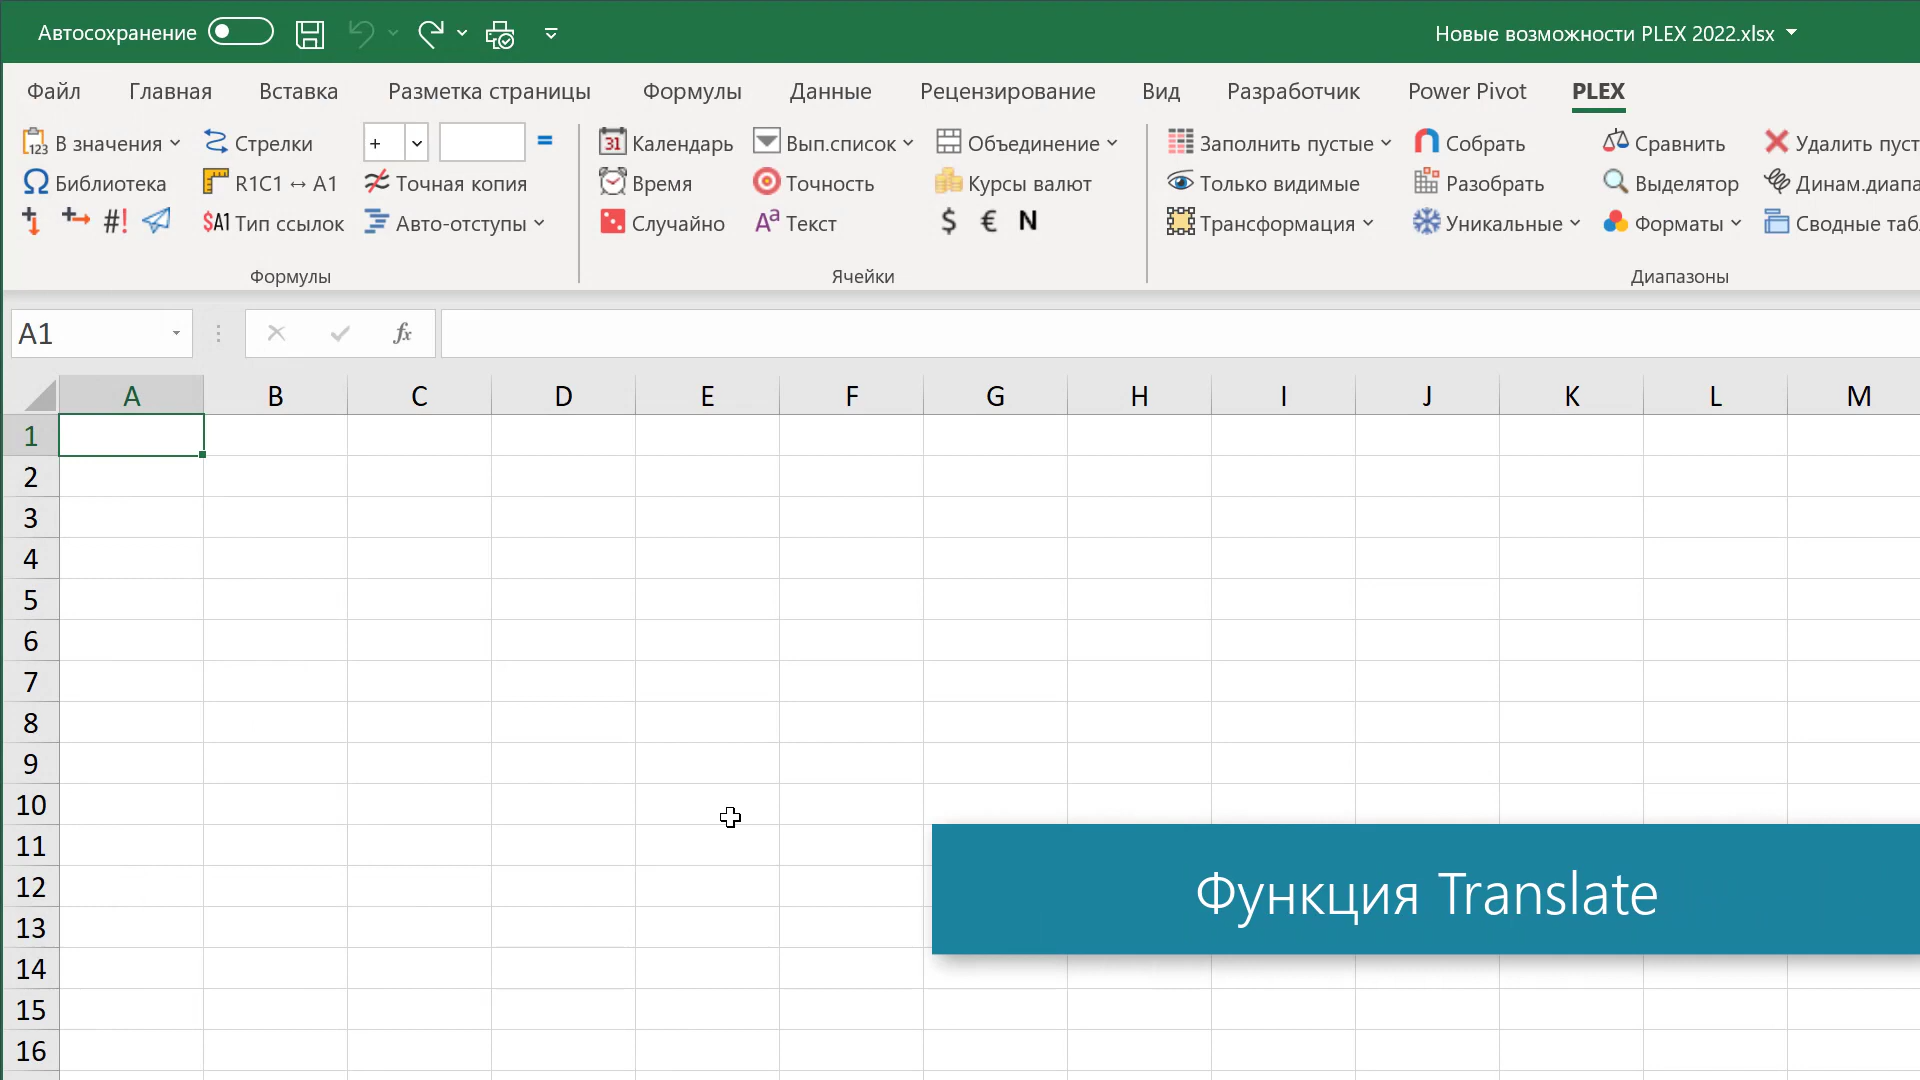 Автосохранение
Новые возможности PLEX 2022.xlsx
Файл Главная Вставка Разметка страницы Формулы Данные Рецензирование Вид Разработчик Power Pivot PLEX
123 В значения Стрелки + = 31 Календарь Вып.список Объединение Заполнить пустые Собрать Сравнить Удалить пуст
Ω Библиотека R1C1 ↔ A1 Точная копия Время Точность Курсы валют Только видимые Разобрать Выделятор Динам.диапа
#! $A1 Тип ссылок Авто-отступы Случайно Aa Текст $ € N Трансформация Уникальные Форматы Сводные таб
Формулы Ячейки Диапазоны
A1 fx
A B C D E F G H I J K L M
1
2
3
4
5
6
7
8
9
10
11
12
13
14
15
16
Функция Translate